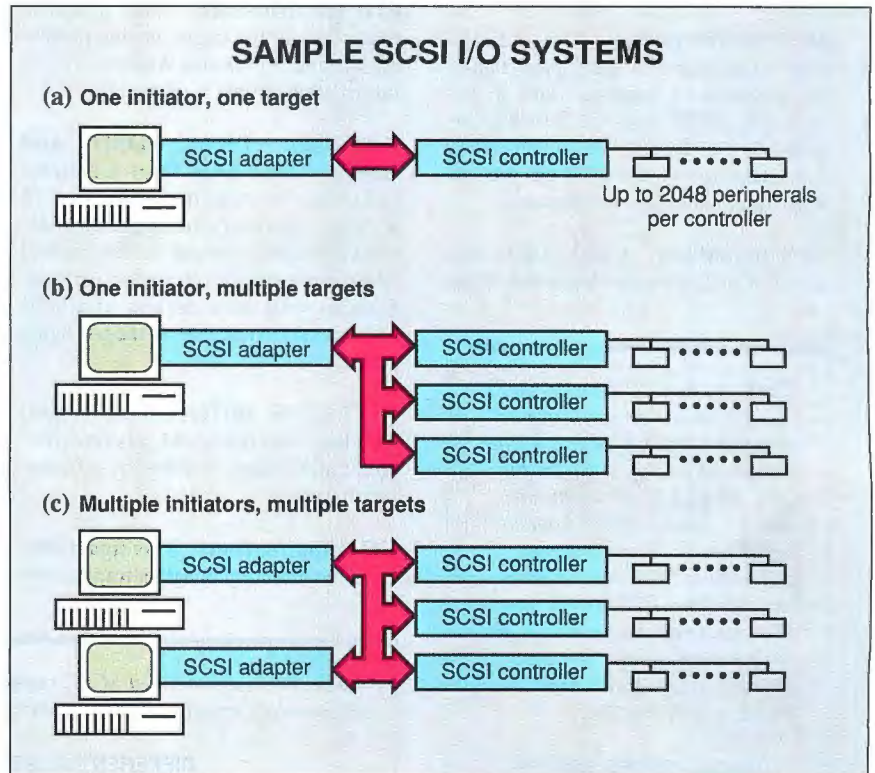 SAMPLE SCSI I/O SYSTEMS
(a) One initiator, one target
SCSI adapter
SCSI controller
Up to 2048 peripherals
per controller
(b) One initiator, multiple targets
SCSI adapter
SCSI controller
SCSI controller
SCSI controller
(c) Multiple initiators, multiple targets
SCSI adapter
SCSI controller
SCSI controller
SCSI adapter
SCSI controller